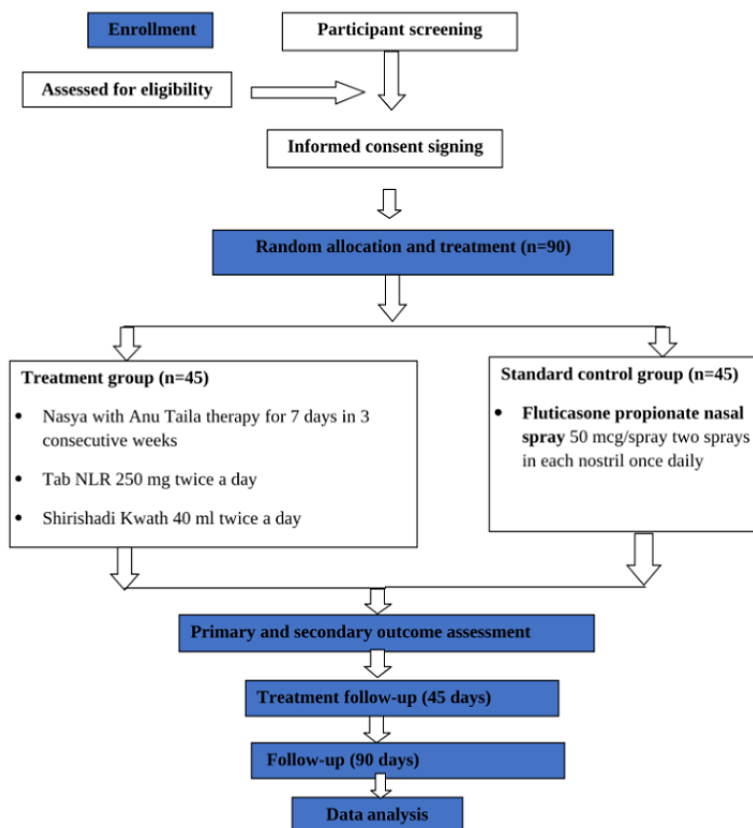 Enrollment
Participant screening
Assessed for eligibility
Informed consent signing
Random allocation and treatment (n=90)
Treatment group (n=45)
• Nasya with Anu Taila therapy for 7 days in 3
consecutive weeks
• Tab NLR 250 mg twice a day
• Shirishadi Kwath 40 ml twice a day
Standard control group (n=45)
• Fluticasone propionate nasal
spray 50 mcg/spray two sprays
in each nostril once daily
Primary and secondary outcome assessment
Treatment follow-up (45 days)
Follow-up (90 days)
Data analysis